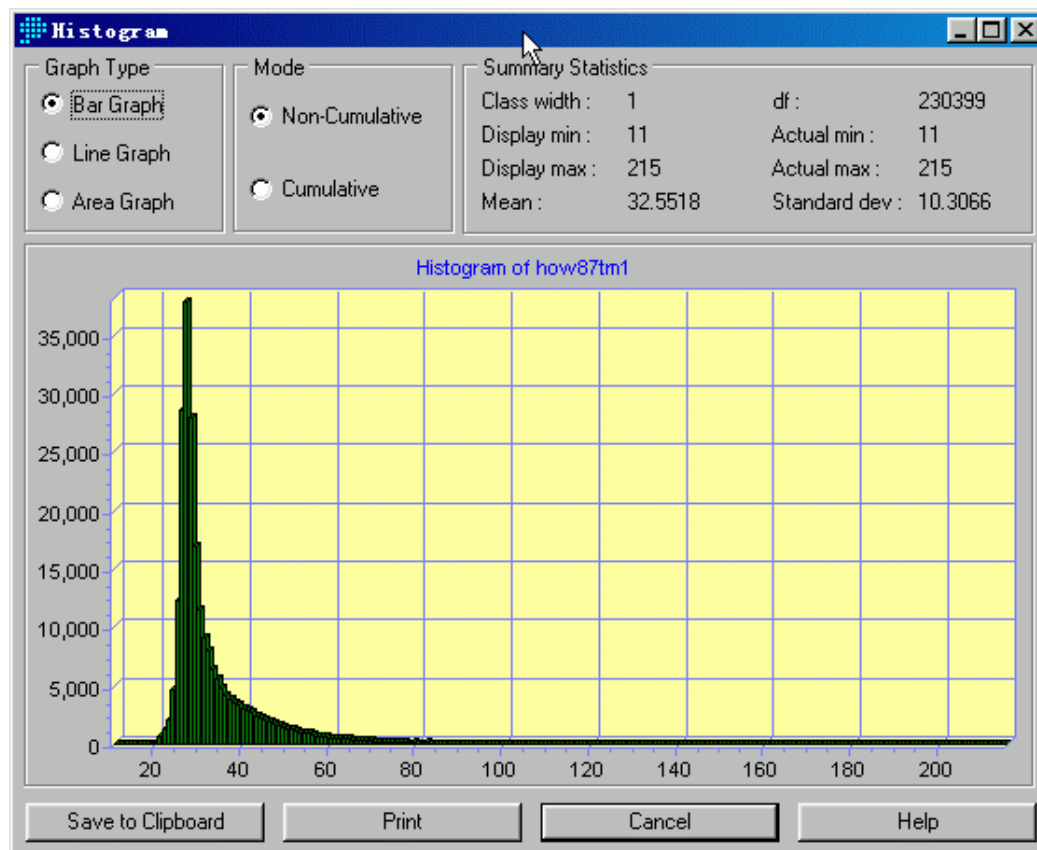 Histogram
Graph Type
Bar Graph
Line Graph
Area Graph
Mode
Non-Cumulative
Cumulative
Summary Statistics
Class width : 1 df : 230399
Display min : 11 Actual min : 11
Display max : 215 Actual max : 215
Mean : 32.5518 Standard dev : 10.3066
Histogram of how87tm1
35,000
30,000
25,000
20,000
15,000
10,000
5,000
0
20 40 60 80 100 120 140 160 180 200
Save to Clipboard Print Cancel Help